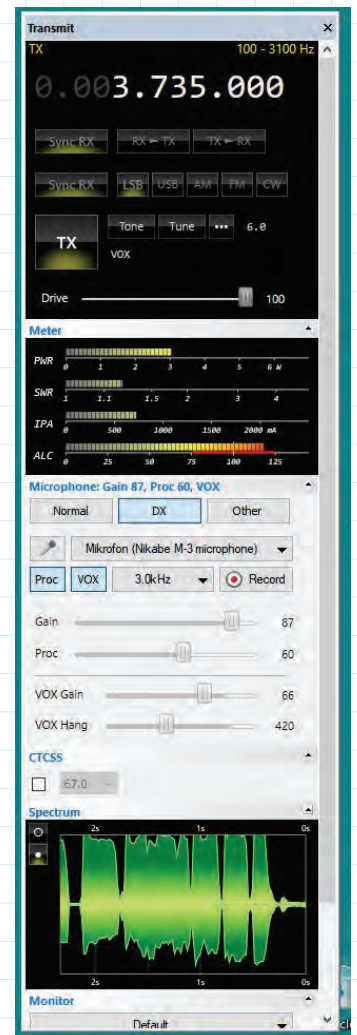 Transmit ×
TX 100 - 3100 Hz
0.003.735.000
Sync RX RX ► TX TX ► RX
Sync RX LSB USB AM FM CW
TX Tone Tune ••• 6.0
VOX
Drive 100
Meter
PWR 0 1 2 3 4 5 6 W
SWR 1 1.1 1.5 2 3 4
IPA 0 500 1000 1500 2000 mA
ALC 0 25 50 75 100 125
Microphone: Gain 87, Proc 60, VOX
Normal DX Other
Mikrofon (Nikabe M-3 microphone)
Proc VOX 3.0kHz Record
Gain 87
Proc 60
VOX Gain 66
VOX Hang 420
CTCSS
67.0
Spectrum
2s 1s 0s
2s 1s 0s
Monitor
Default